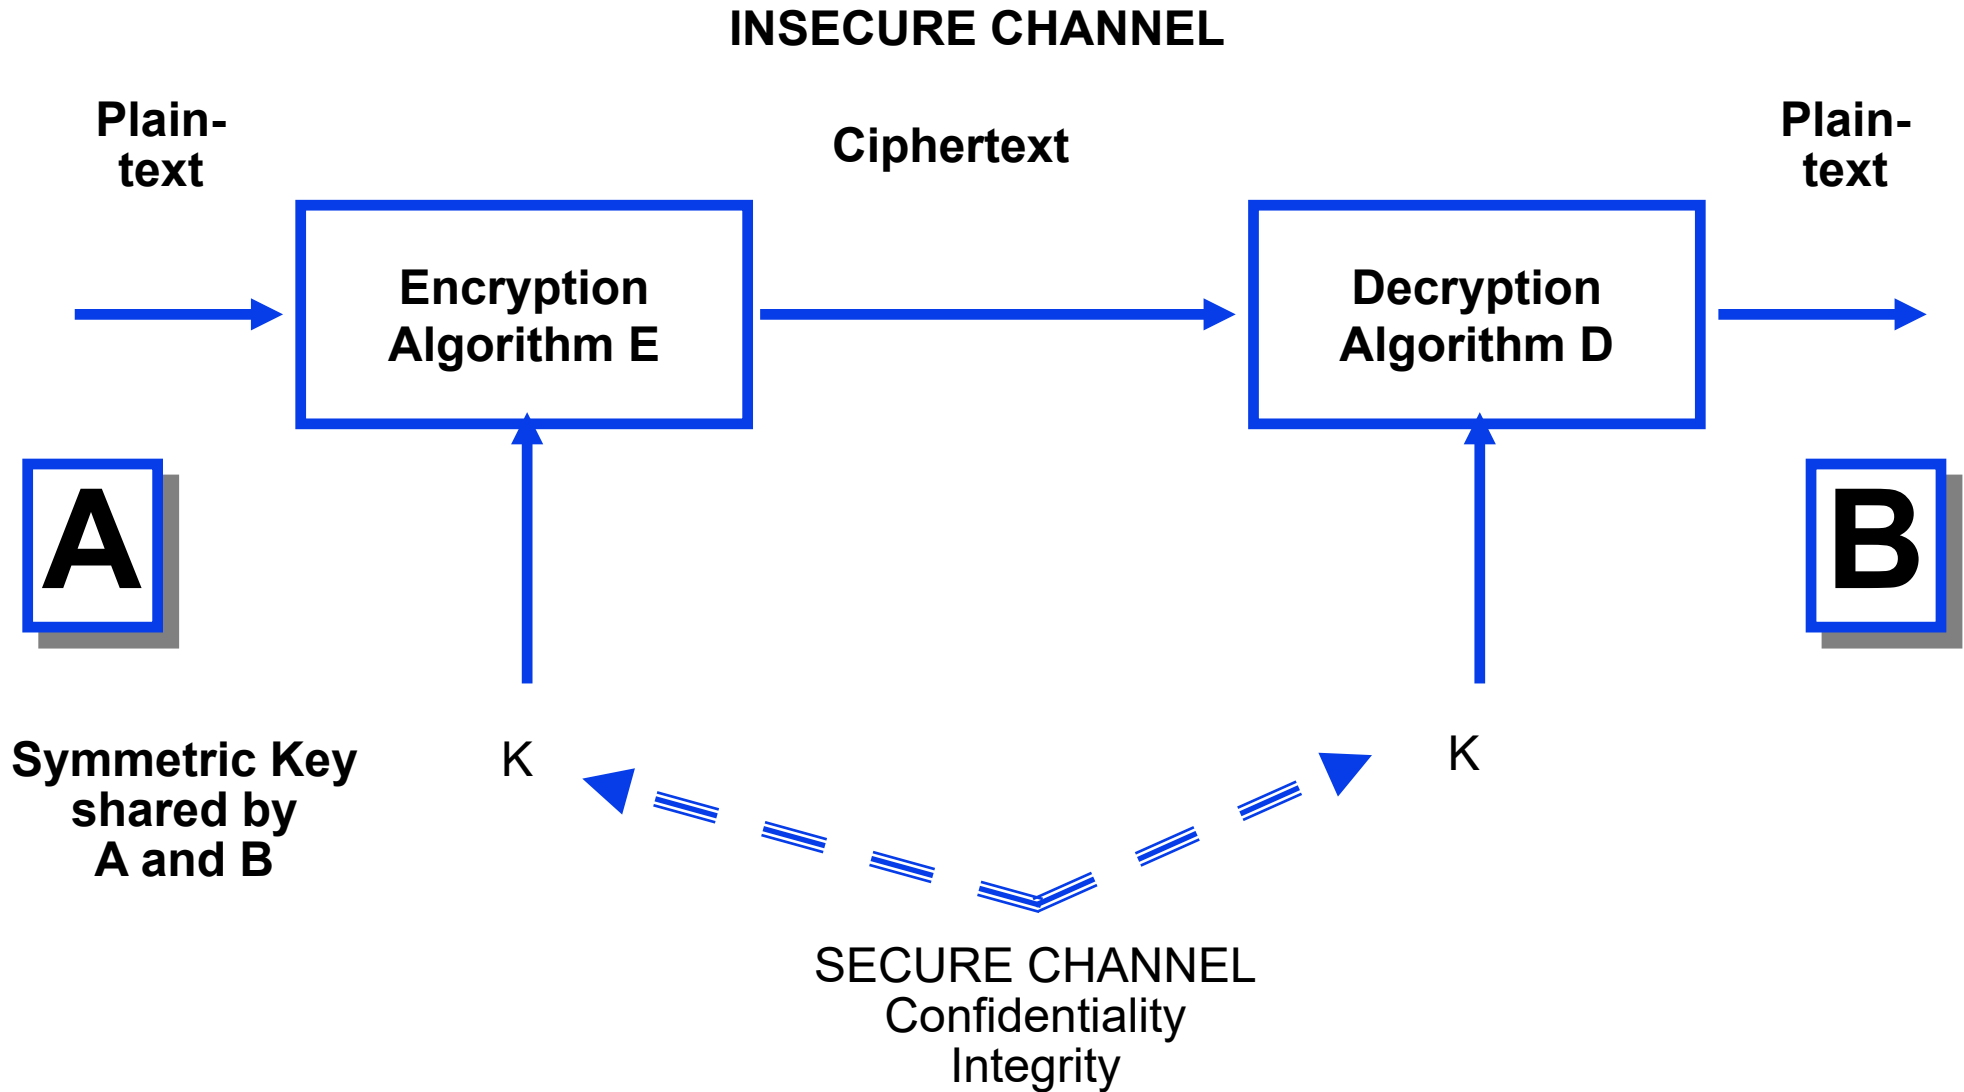 INSECURE CHANNEL
Plain-
text
Ciphertext
Plain-
text
Encryption
Algorithm E
Decryption
Algorithm D
A
B
Symmetric Key
shared by
A and B
K
K
SECURE CHANNEL
Confidentiality
Integrity